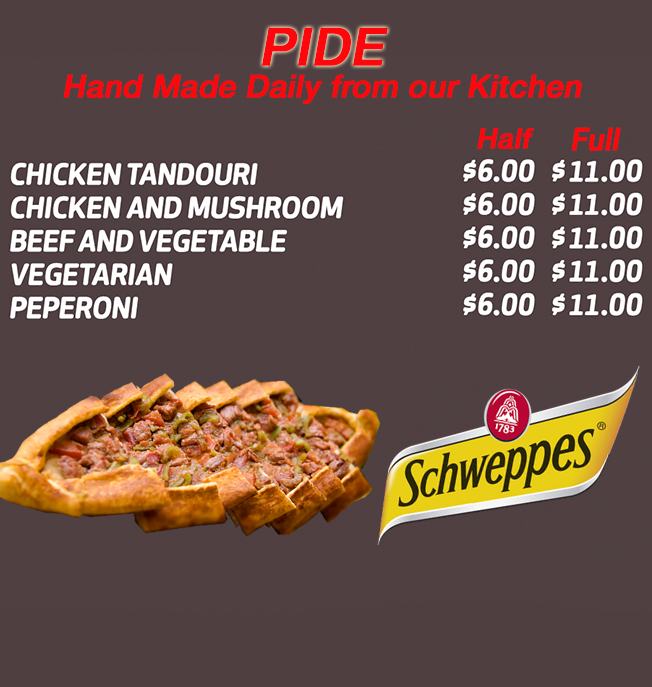 PIDE
Hand Made Daily from our Kitchen
Half Full
CHICKEN TANDOURI $6.00 $11.00
CHICKEN AND MUSHROOM $6.00 $11.00
BEEF AND VEGETABLE $6.00 $11.00
VEGETARIAN $6.00 $11.00
PEPERONI $6.00 $11.00
1783
Schweppes®